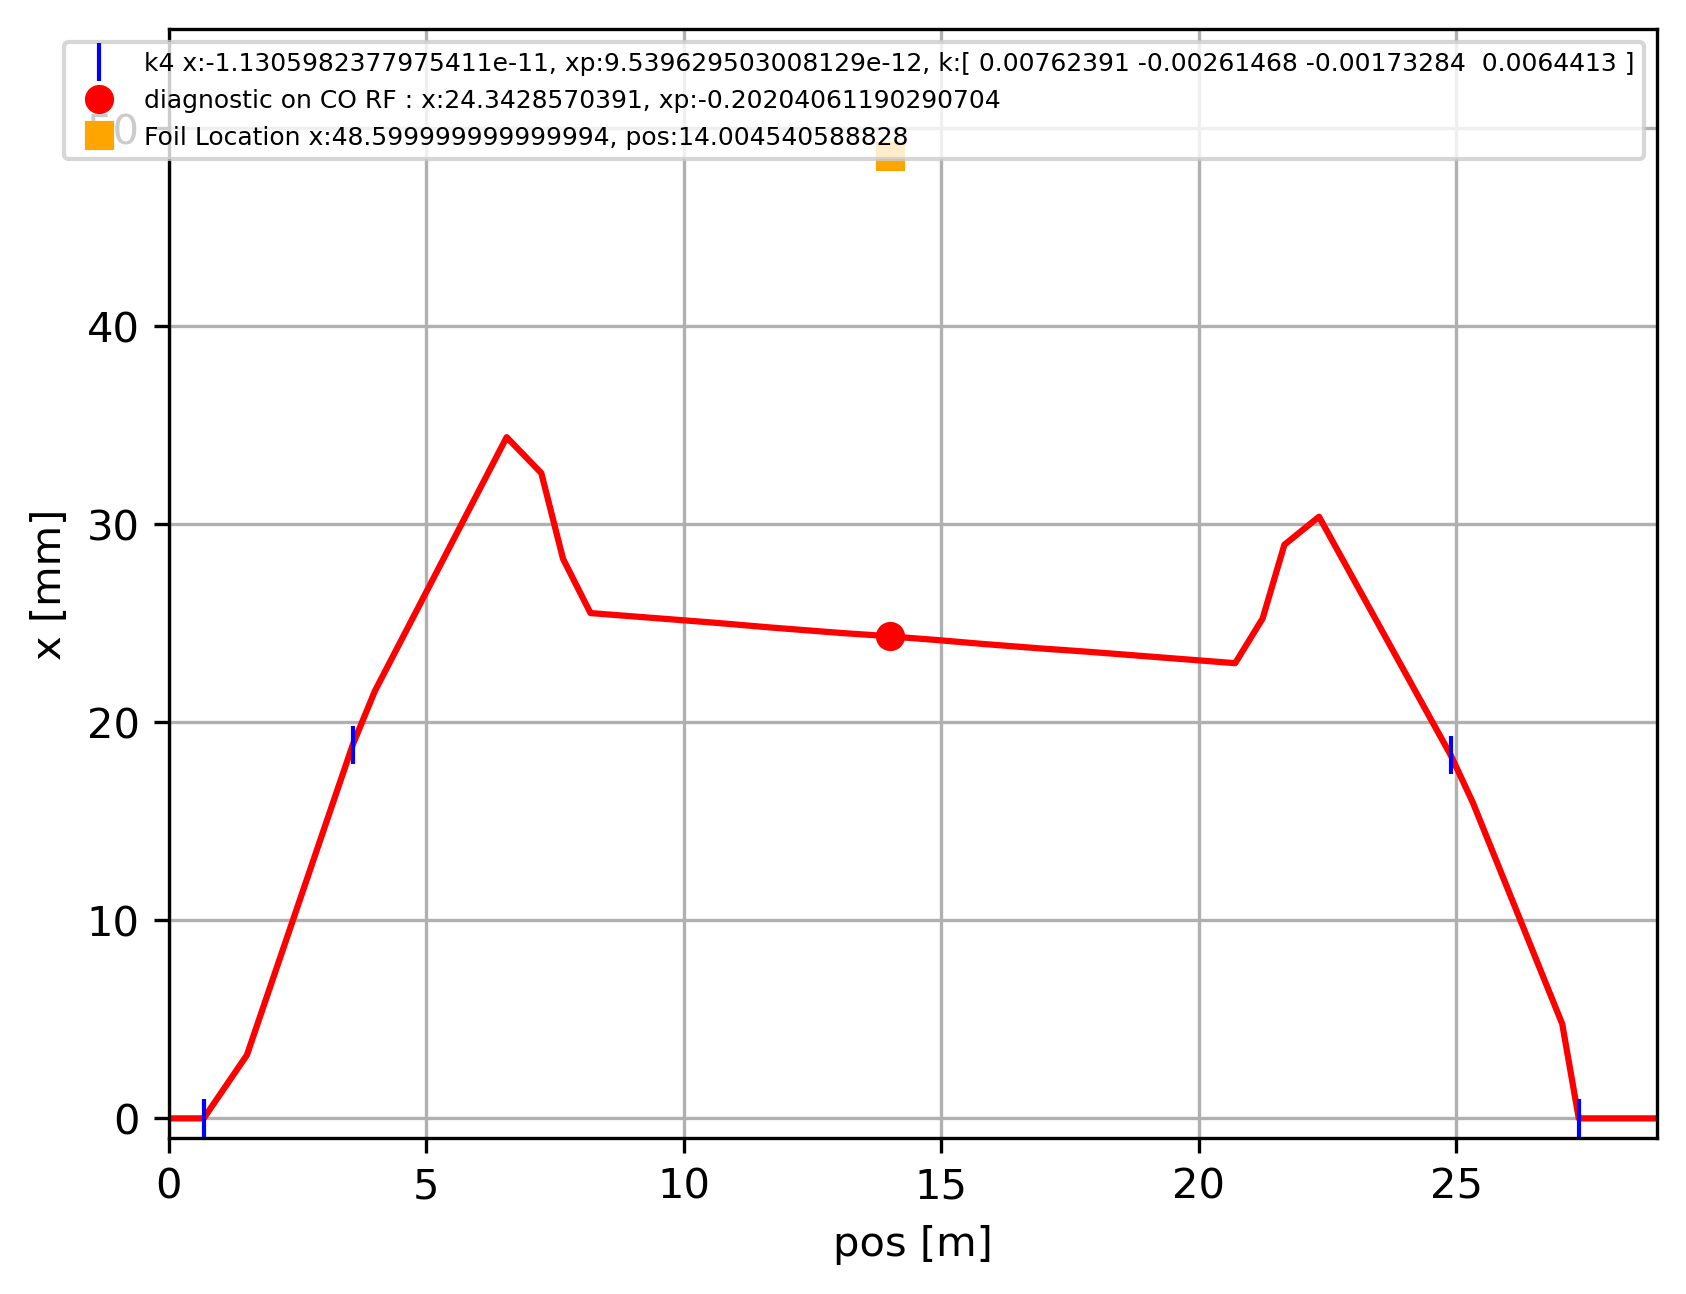 k4 x:-1.1305982377975411e-11, xp:9.539629503008129e-12, k:[ 0.00762391 -0.00261468 -0.00173284  0.0064413 ]
diagnostic on CO RF : x:24.3428570391, xp:-0.20204061190290704
Foil Location x:48.599999999999994, pos:14.004540588828
50
40
30
20
10
0
x [mm]
0 5 10 15 20 25
pos [m]